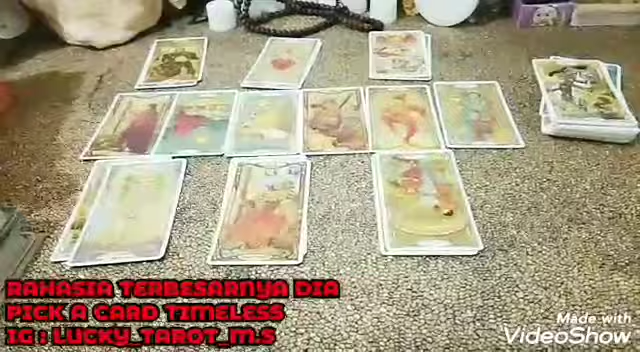 RAHASIA TERBESARNYA DIA
PICK A CARD TIMELESS
IG : LUCKY_TAROT_M.S
Made with
VideoShow